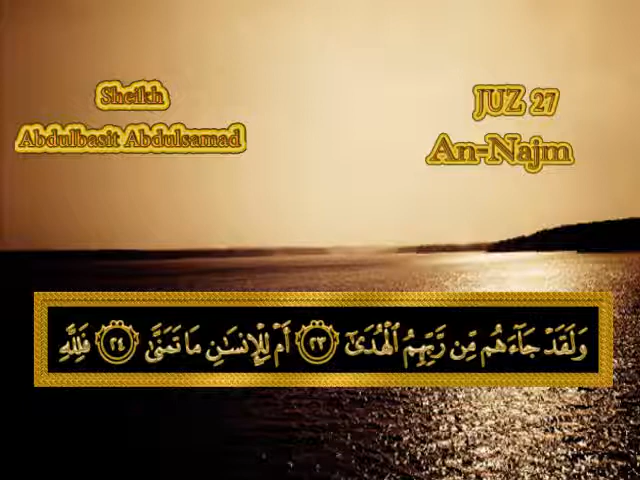 Sheikh
Abdulbasit Abdulsamad
JUZ 27
An-Najm
وَلَقَدْ جَآءَهُم مِّن رَّبِّهِمُ ٱلْهُدَىٰٓ ۝٢٣ أَمْ لِلْإِنسَٰنِ مَا تَمَنَّىٰ ۝٢٤ فَلِلَّهِ